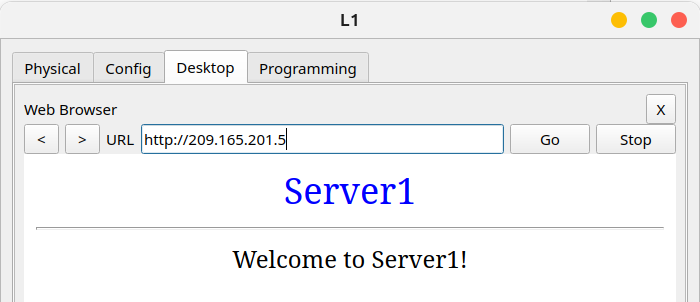 L1
Physical Config Desktop Programming
Web Browser X
< > URL http://209.165.201.5 Go Stop
Server1
Welcome to Server1!